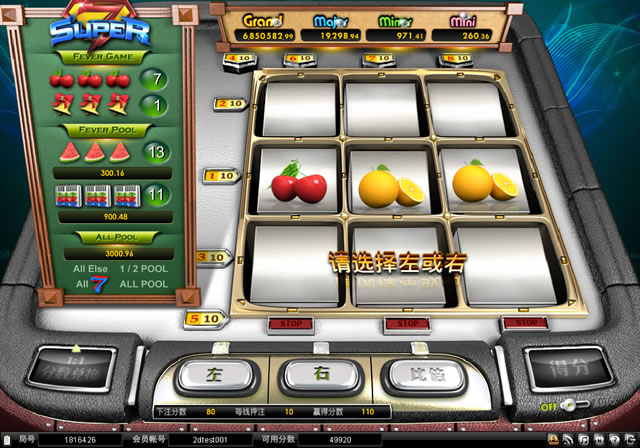 7
SUPER
FEVER GAME
7
1
FEVER POOL
13
300.16
11
900.48
ALL POOL
3000.96
All Else 1/2 POOL
All 7 ALL POOL
Grand Major Minor mini
6,850,582.99 19298.94 971.41 260.36
4 10 6 10 7 10 8 10
2 10
1 10
3 10
5 10
请选择左或右
STOP STOP STOP
1:1
左 右 比倍 得分
OFF
下注分数 80 每线押注 10 赢得分数 110
局号 1816426 会员帐号 2dtest001 可用分数 49920